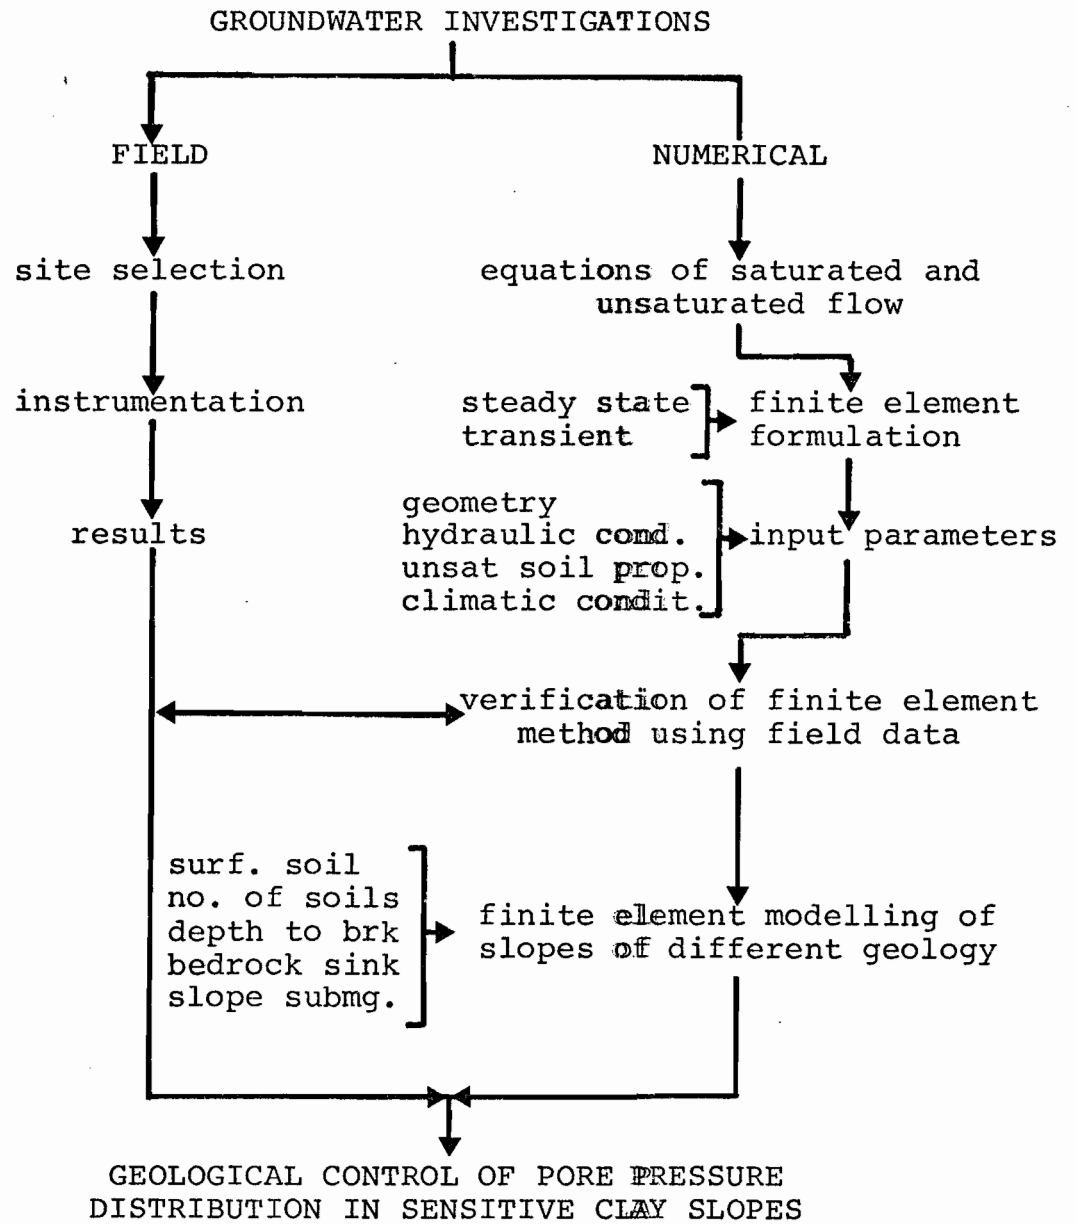 GROUNDWATER INVESTIGATIONS
FIELD
NUMERICAL
site selection
equations of saturated and
unsaturated flow
instrumentation
steady state
transient
finite element
formulation
results
geometry
hydraulic cond.
unsat soil prop.
climatic condit.
input parameters
verification of finite element
method using field data
surf. soil
no. of soils
depth to brk
bedrock sink
slope submg.
finite element modelling of
slopes of different geology
GEOLOGICAL CONTROL OF PORE PRESSURE
DISTRIBUTION IN SENSITIVE CLAY SLOPES